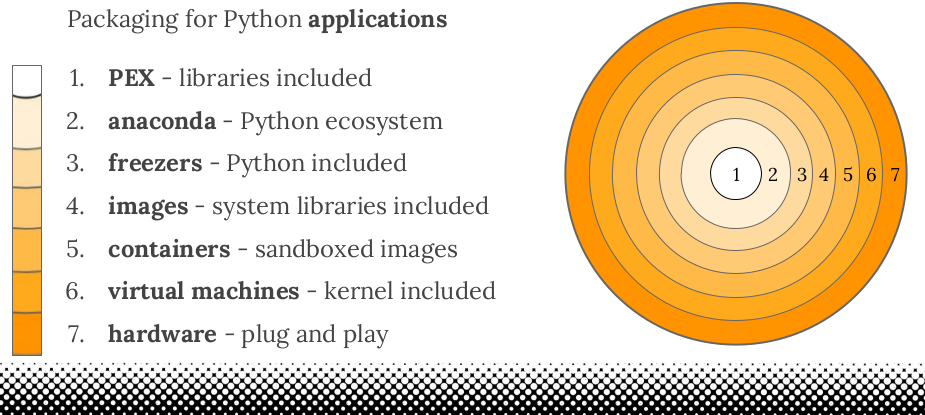 Packaging for Python applications
1. PEX - libraries included
2. anaconda - Python ecosystem
3. freezers - Python included
4. images - system libraries included
5. containers - sandboxed images
6. virtual machines - kernel included
7. hardware - plug and play
1 2 3 4 5 6 7